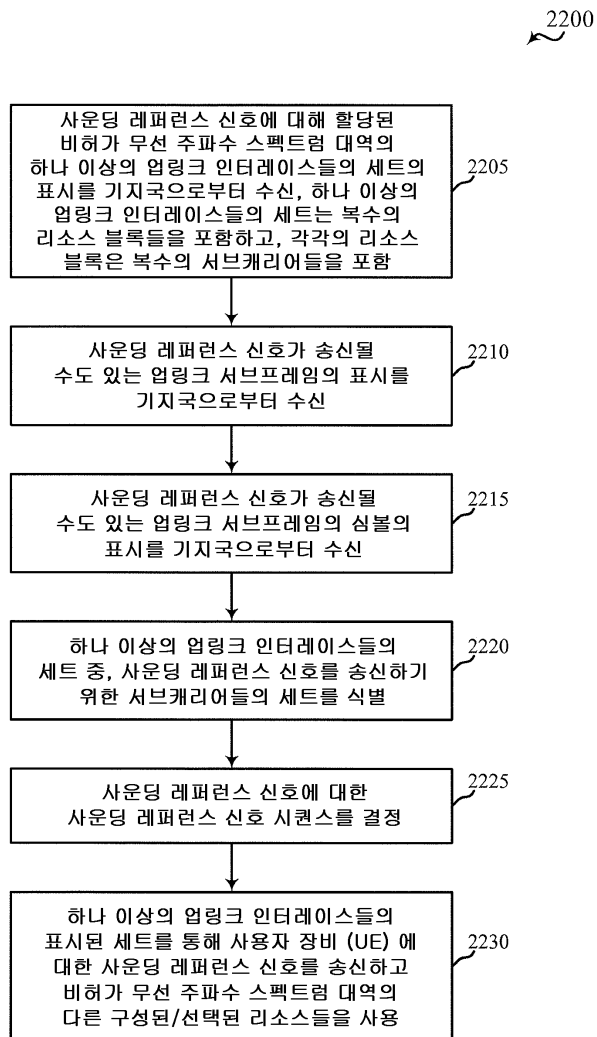 2200
사운딩 레퍼런스 신호에 대해 할당된
비허가 무선 주파수 스펙트럼 대역의
하나 이상의 업링크 인터레이스들의 세트의
표시를 기지국으로부터 수신, 하나 이상의
업링크 인터레이스들의 세트는 복수의
리소스 블록들을 포함하고, 각각의 리소스
블록은 복수의 서브캐리어들을 포함
2205
사운딩 레퍼런스 신호가 송신될
수도 있는 업링크 서브프레임의 표시를
기지국으로부터 수신
2210
사운딩 레퍼런스 신호가 송신될
수도 있는 업링크 서브프레임의 심볼의
표시를 기지국으로부터 수신
2215
하나 이상의 업링크 인터레이스들의
세트 중, 사운딩 레퍼런스 신호를 송신하기
위한 서브캐리어들의 세트를 식별
2220
사운딩 레퍼런스 신호에 대한
사운딩 레퍼런스 신호 시퀀스를 결정
2225
하나 이상의 업링크 인터레이스들의
표시된 세트를 통해 사용자 장비 (UE) 에
대한 사운딩 레퍼런스 신호를 송신하고
비허가 무선 주파수 스펙트럼 대역의
다른 구성된/선택된 리소스들을 사용
2230